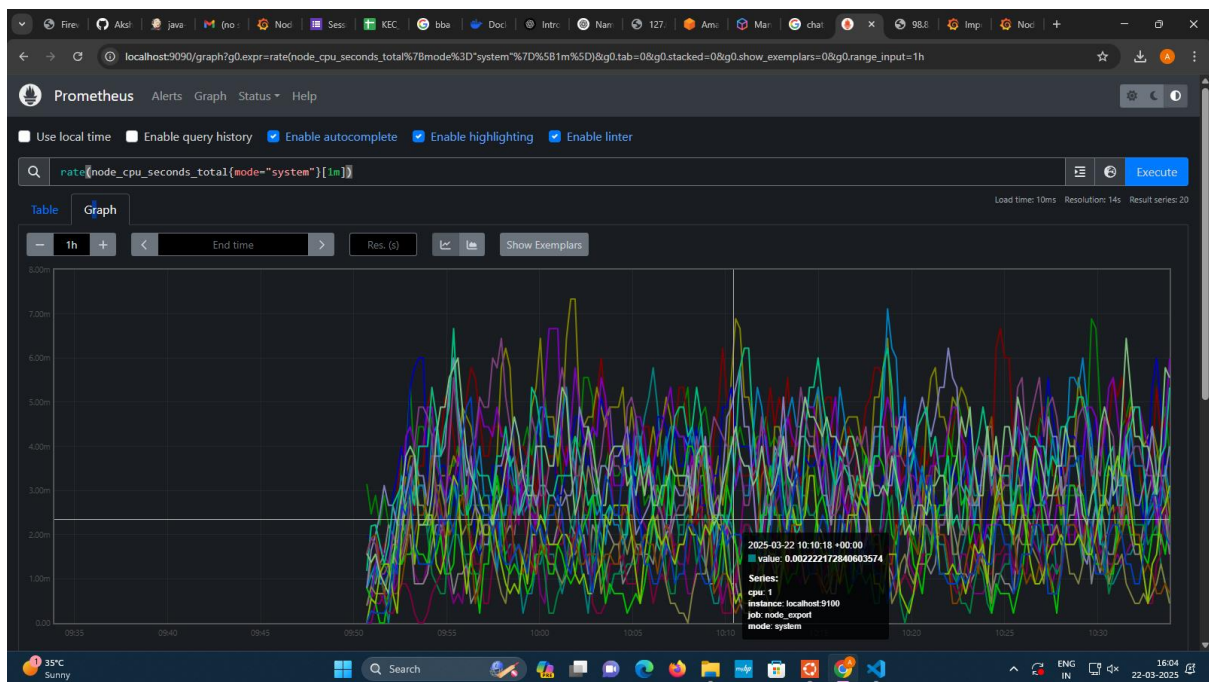 Firev Aksh java- M (no s Nod Sess KEC_ bba Docl Intro Nam 127. Ama Man chat 98.8 Imp Nod
localhost:9090/graph?g0.expr=rate(node_cpu_seconds_total%7Bmode%3D"system"%7D%5B1m%5D)&g0.tab=0&g0.stacked=0&g0.show_exemplars=0&g0.range_input=1h
A
Prometheus Alerts Graph Status Help
Use local time Enable query history Enable autocomplete Enable highlighting Enable linter
rate(node_cpu_seconds_total{mode="system"}[1m])
Execute
Load time: 10ms Resolution: 14s Result series: 20
Table Graph
− 1h + < End time > Res. (s) Show Exemplars
8.00m
7.00m
6.00m
5.00m
4.00m
3.00m
2.00m
1.00m
0.00
2025-03-22 10:10:18 +00:00
value: 0.002222172840603574
Series:
cpu: 1
instance: localhost:9100
job: node_export
mode: system
09:35 09:40 09:45 09:50 09:55 10:00 10:05 10:10 10:20 10:25 10:30
1
35°C
Sunny
Search
ENG
IN
16:04
22-03-2025